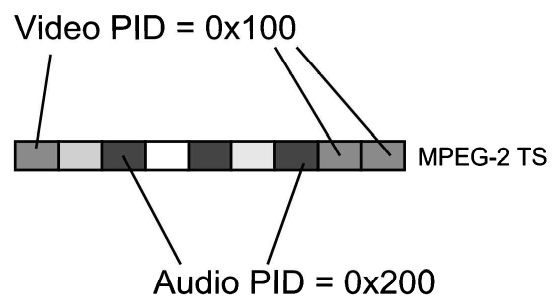 Video PID = 0x100
MPEG-2 TS
Audio PID = 0x200